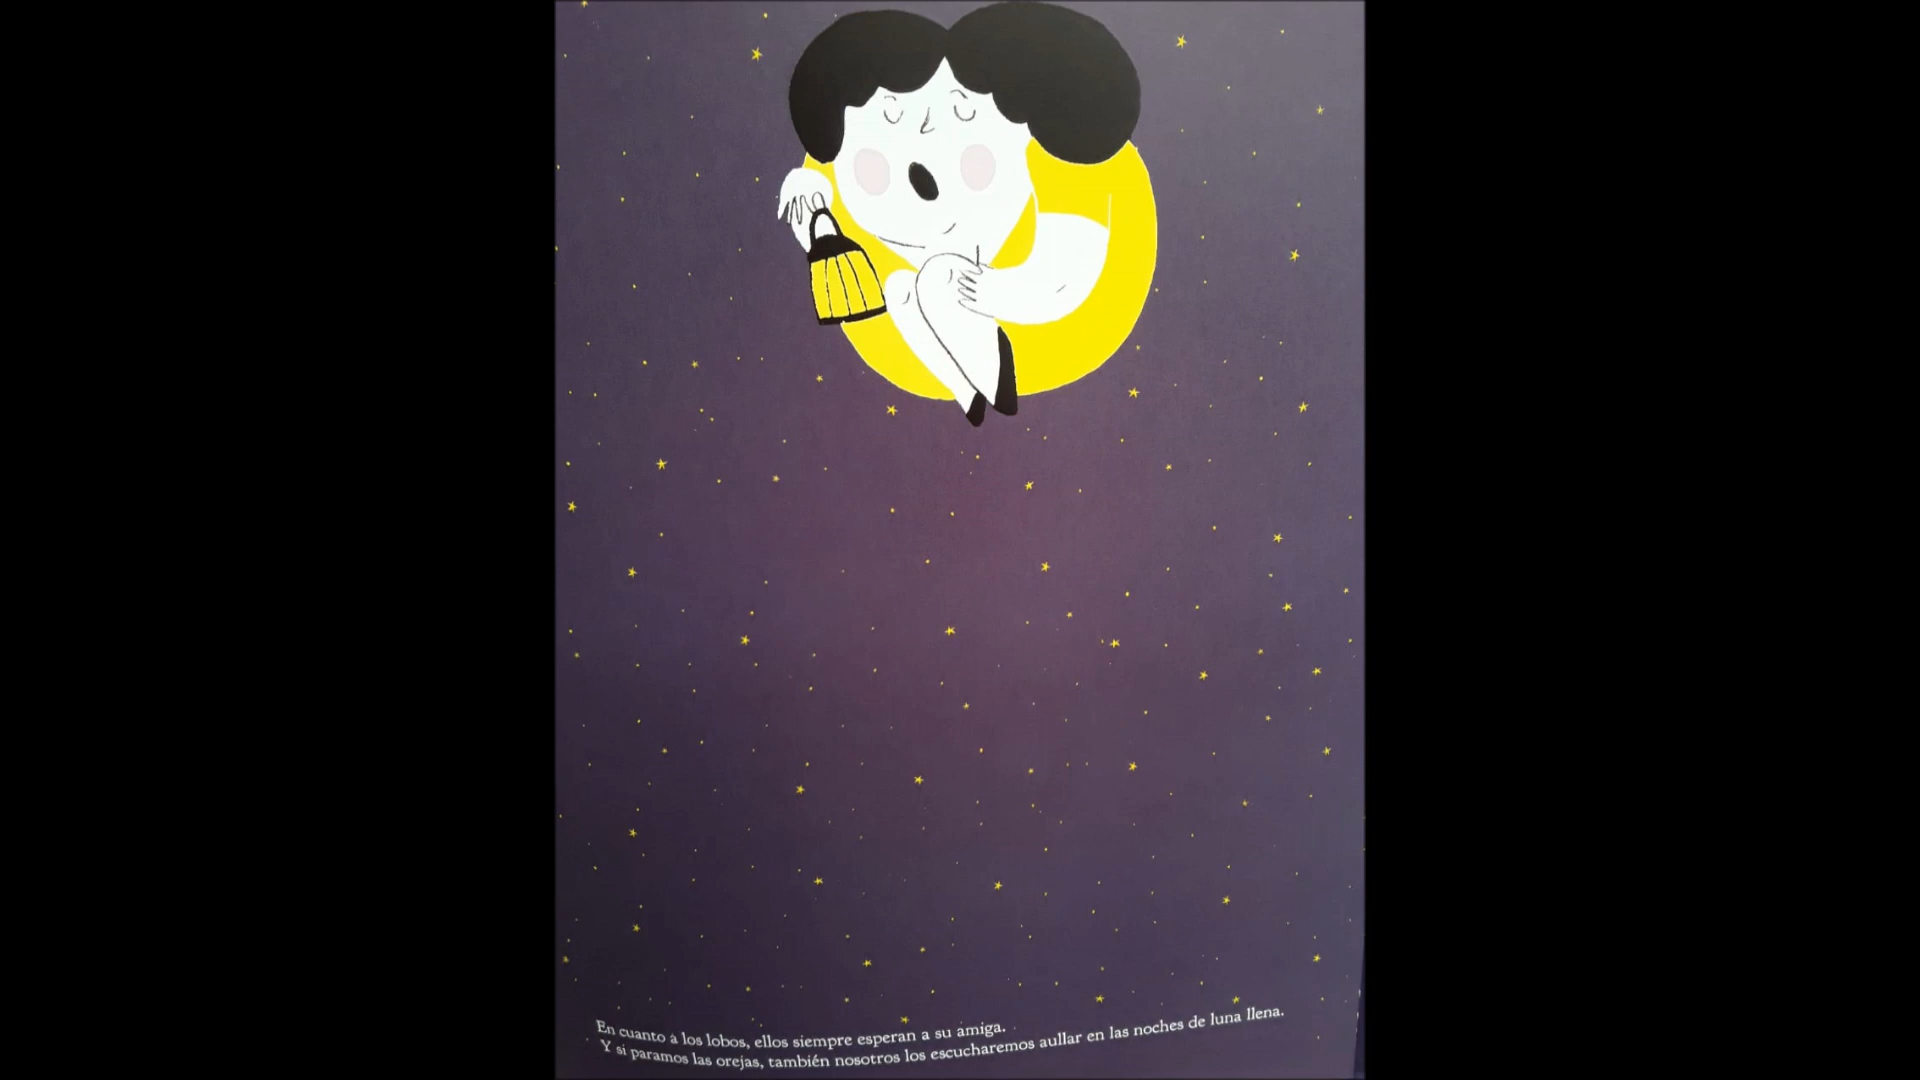 En cuanto a los lobos, ellos siempre esperan a su amiga.
Y si paramos las orejas, también nosotros los escucharemos aullar en las noches de luna llena.